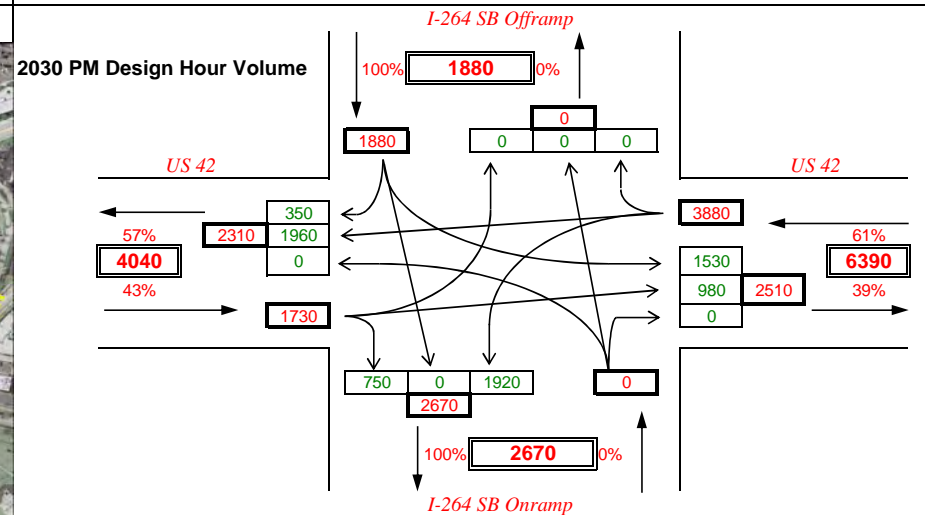 I-264 SB Offramp
2030 PM Design Hour Volume
100% 1880 0%
0
1880
0 0 0
US 42
US 42
350
3880
57% 2310 1960
61%
4040 0
1530 6390
43%
980 2510 39%
1730
0
750 0 1920
0
2670
100% 2670 0%
I-264 SB Onramp